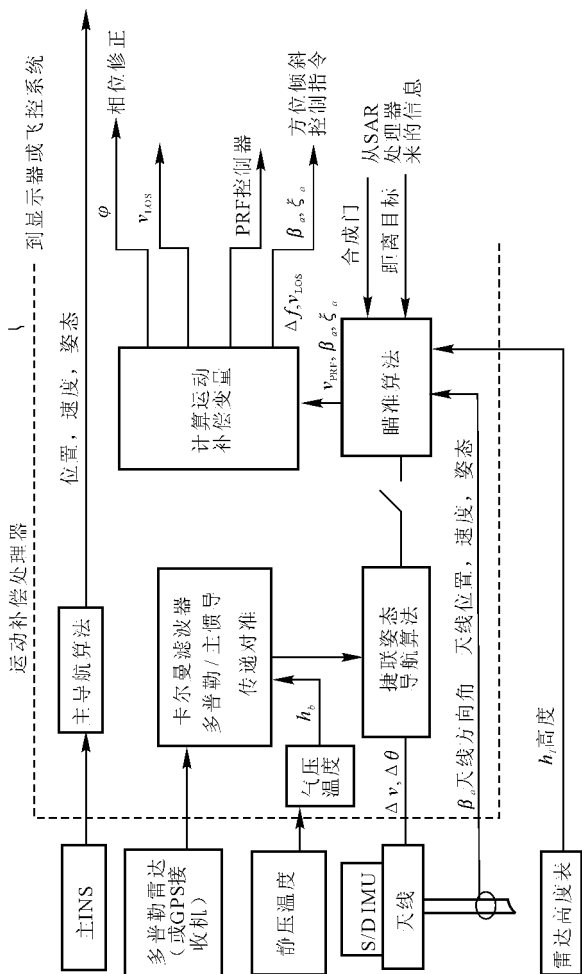 运动补偿处理器
到显示器或飞控系统
主INS
主导航算法
位置，速度，姿态
多普勒雷达
（或GPS接
收机）
卡尔曼滤波器
多普勒/主惯导
传递对准
计算运动
补偿变量
φ
相位修正
v_LOS
PRF控制器
Δf,v_LOS
β_a,ξ_a
方位倾斜
控制指令
静压温度
气压
温度
h_b
S/DIMU
天线
Δv,Δθ
捷联姿态
导航算法
瞄准算法
v_PRF,β_a,ξ_a
合成门
距离目标
从SAR
处理器
来的信息
β_a天线方向角
天线位置，速度，姿态
雷达高度表
h_r高度